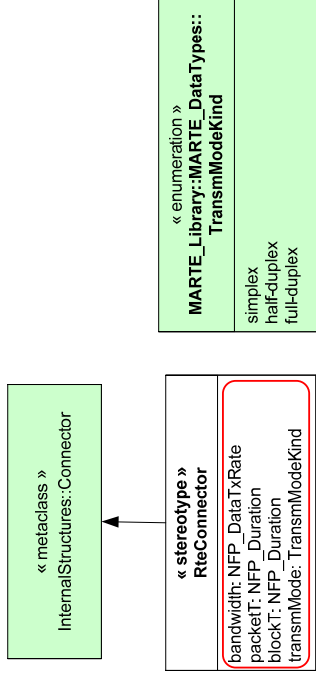 « metaclass »
InternalStructures::Connector
« stereotype »
RteConnector
bandwidth: NFP_DataTxRate
packetT: NFP_Duration
blockT: NFP_Duration
transmMode: TransmModeKind
« enumeration »
MARTE_Library::MARTE_DataTypes::
TransmModeKind
simplex
half-duplex
full-duplex